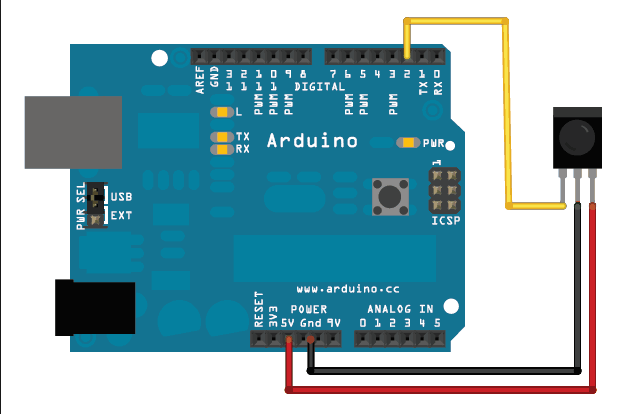 AREF
GND
13
12
11
10
9
8
7
6
5
4
3
2
1
0
DIGITAL
PWM
PWM
PWM
PWM
PWM
PWM
TX
RX
L
TX
RX
Arduino
PWR
1
ICSP
PWR SEL
USB
EXT
www.arduino.cc
POWER
ANALOG IN
RESET
3V3
5V Gnd 9V
0 1 2 3 4 5